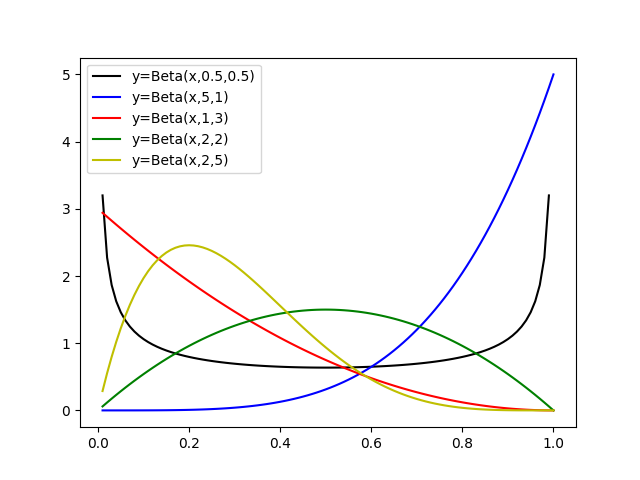 y=Beta(x,0.5,0.5)
y=Beta(x,5,1)
y=Beta(x,1,3)
y=Beta(x,2,2)
y=Beta(x,2,5)
5
4
3
2
1
0
0.0 0.2 0.4 0.6 0.8 1.0